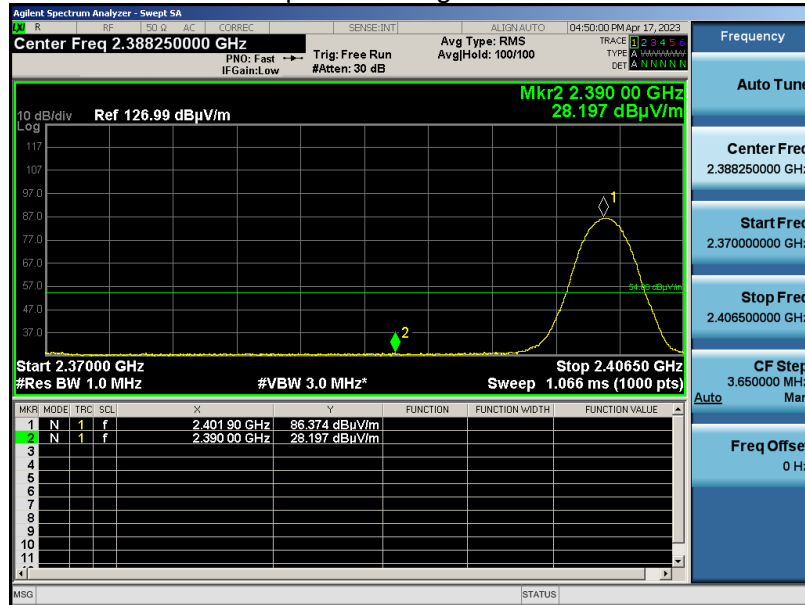 Agilent Spectrum Analyzer - Swept SA
LXI R RF 50 Ω AC CORREC SENSE:INT ALIGN AUTO 04:50:00 PM Apr 17, 2023
Center Freq 2.388250000 GHz
PNO: Fast
IFGain:Low
Trig: Free Run
#Atten: 30 dB
Avg Type: RMS
Avg|Hold: 100/100
TRACE 1 2 3 4 5 6
TYPE A WWWWW
DET A N N N N N
Mkr2 2.390 00 GHz
28.197 dBµV/m
10 dB/div Ref 126.99 dBµV/m
Log
117
107
97.0
87.0
77.0
67.0
57.0
47.0
37.0
1
2
Start 2.37000 GHz Stop 2.40650 GHz
#Res BW 1.0 MHz #VBW 3.0 MHz* Sweep 1.066 ms (1000 pts)
MKR MODE TRC SCL X Y FUNCTION FUNCTION WIDTH FUNCTION VALUE
1 N 1 f 2.401 90 GHz 86.374 dBµV/m
2 N 1 f 2.390 00 GHz 28.197 dBµV/m
3
4
5
6
7
8
9
10
11
MSG STATUS
Frequency
Auto Tune
Center Freq
2.388250000 GHz
Start Freq
2.370000000 GHz
Stop Freq
2.406500000 GHz
CF Step
3.650000 MHz
Auto Man
Freq Offset
0 Hz